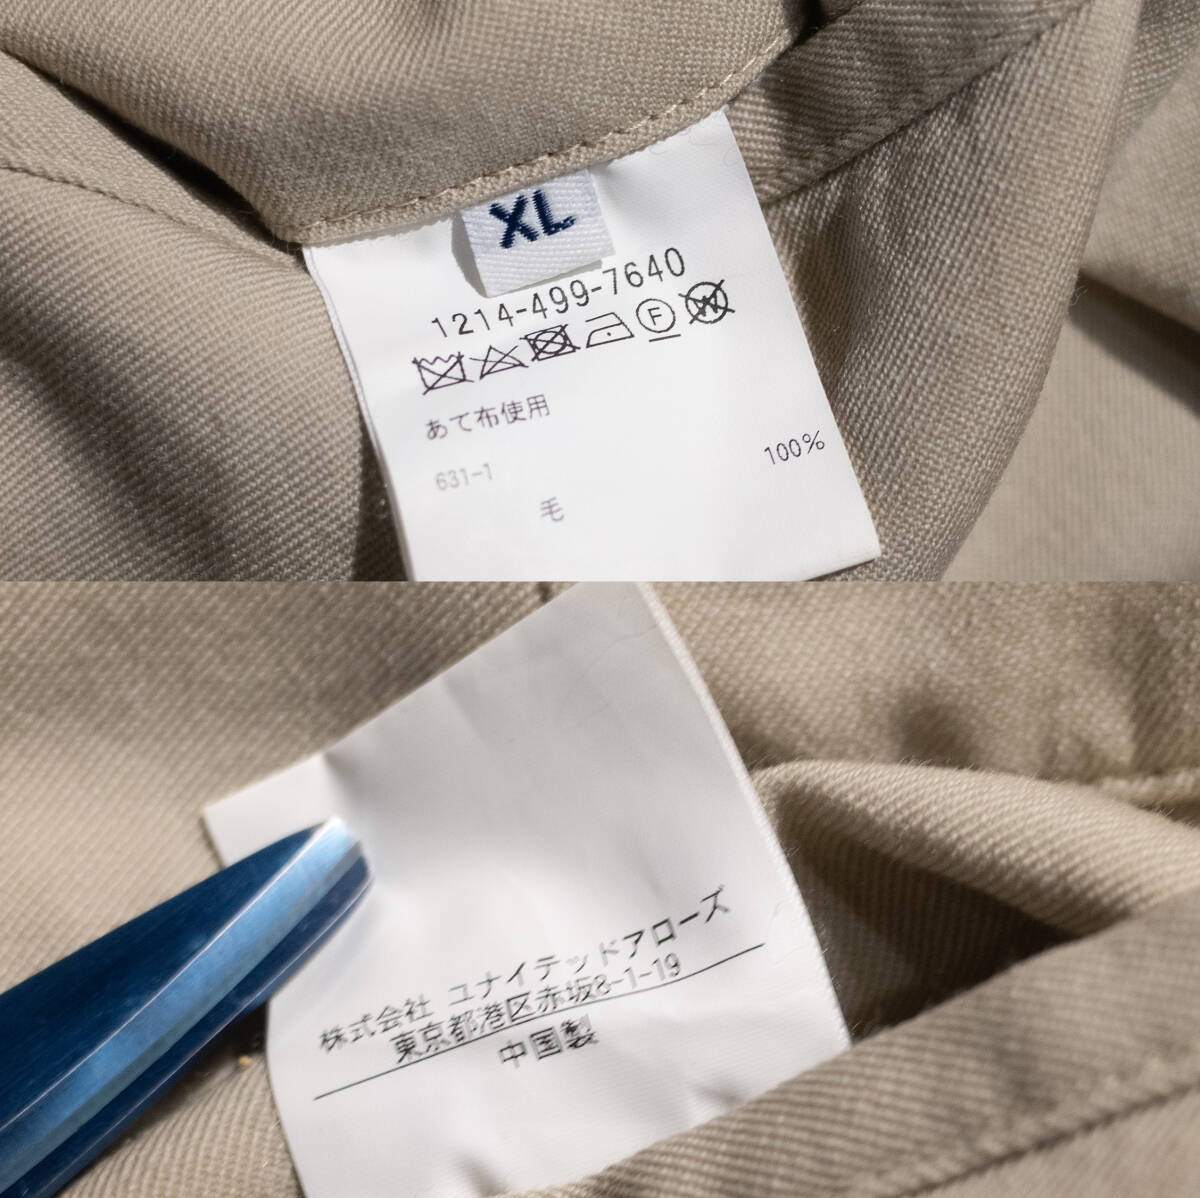 XL
1214-499-7640
F W
あて布使用
631-1
毛 100%
株式会社 ユナイテッドアローズ
東京都港区赤坂8-1-19
中国製